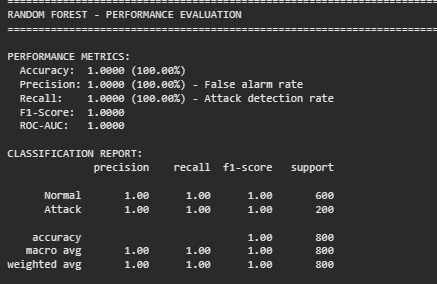 ================================================================
RANDOM FOREST - PERFORMANCE EVALUATION
================================================================
PERFORMANCE METRICS:
Accuracy: 1.0000 (100.00%)
Precision: 1.0000 (100.00%) - False alarm rate
Recall: 1.0000 (100.00%) - Attack detection rate
F1-Score: 1.0000
ROC-AUC: 1.0000
CLASSIFICATION REPORT:
precision recall f1-score support
Normal 1.00 1.00 1.00 600
Attack 1.00 1.00 1.00 200
accuracy 1.00 800
macro avg 1.00 1.00 1.00 800
weighted avg 1.00 1.00 1.00 800